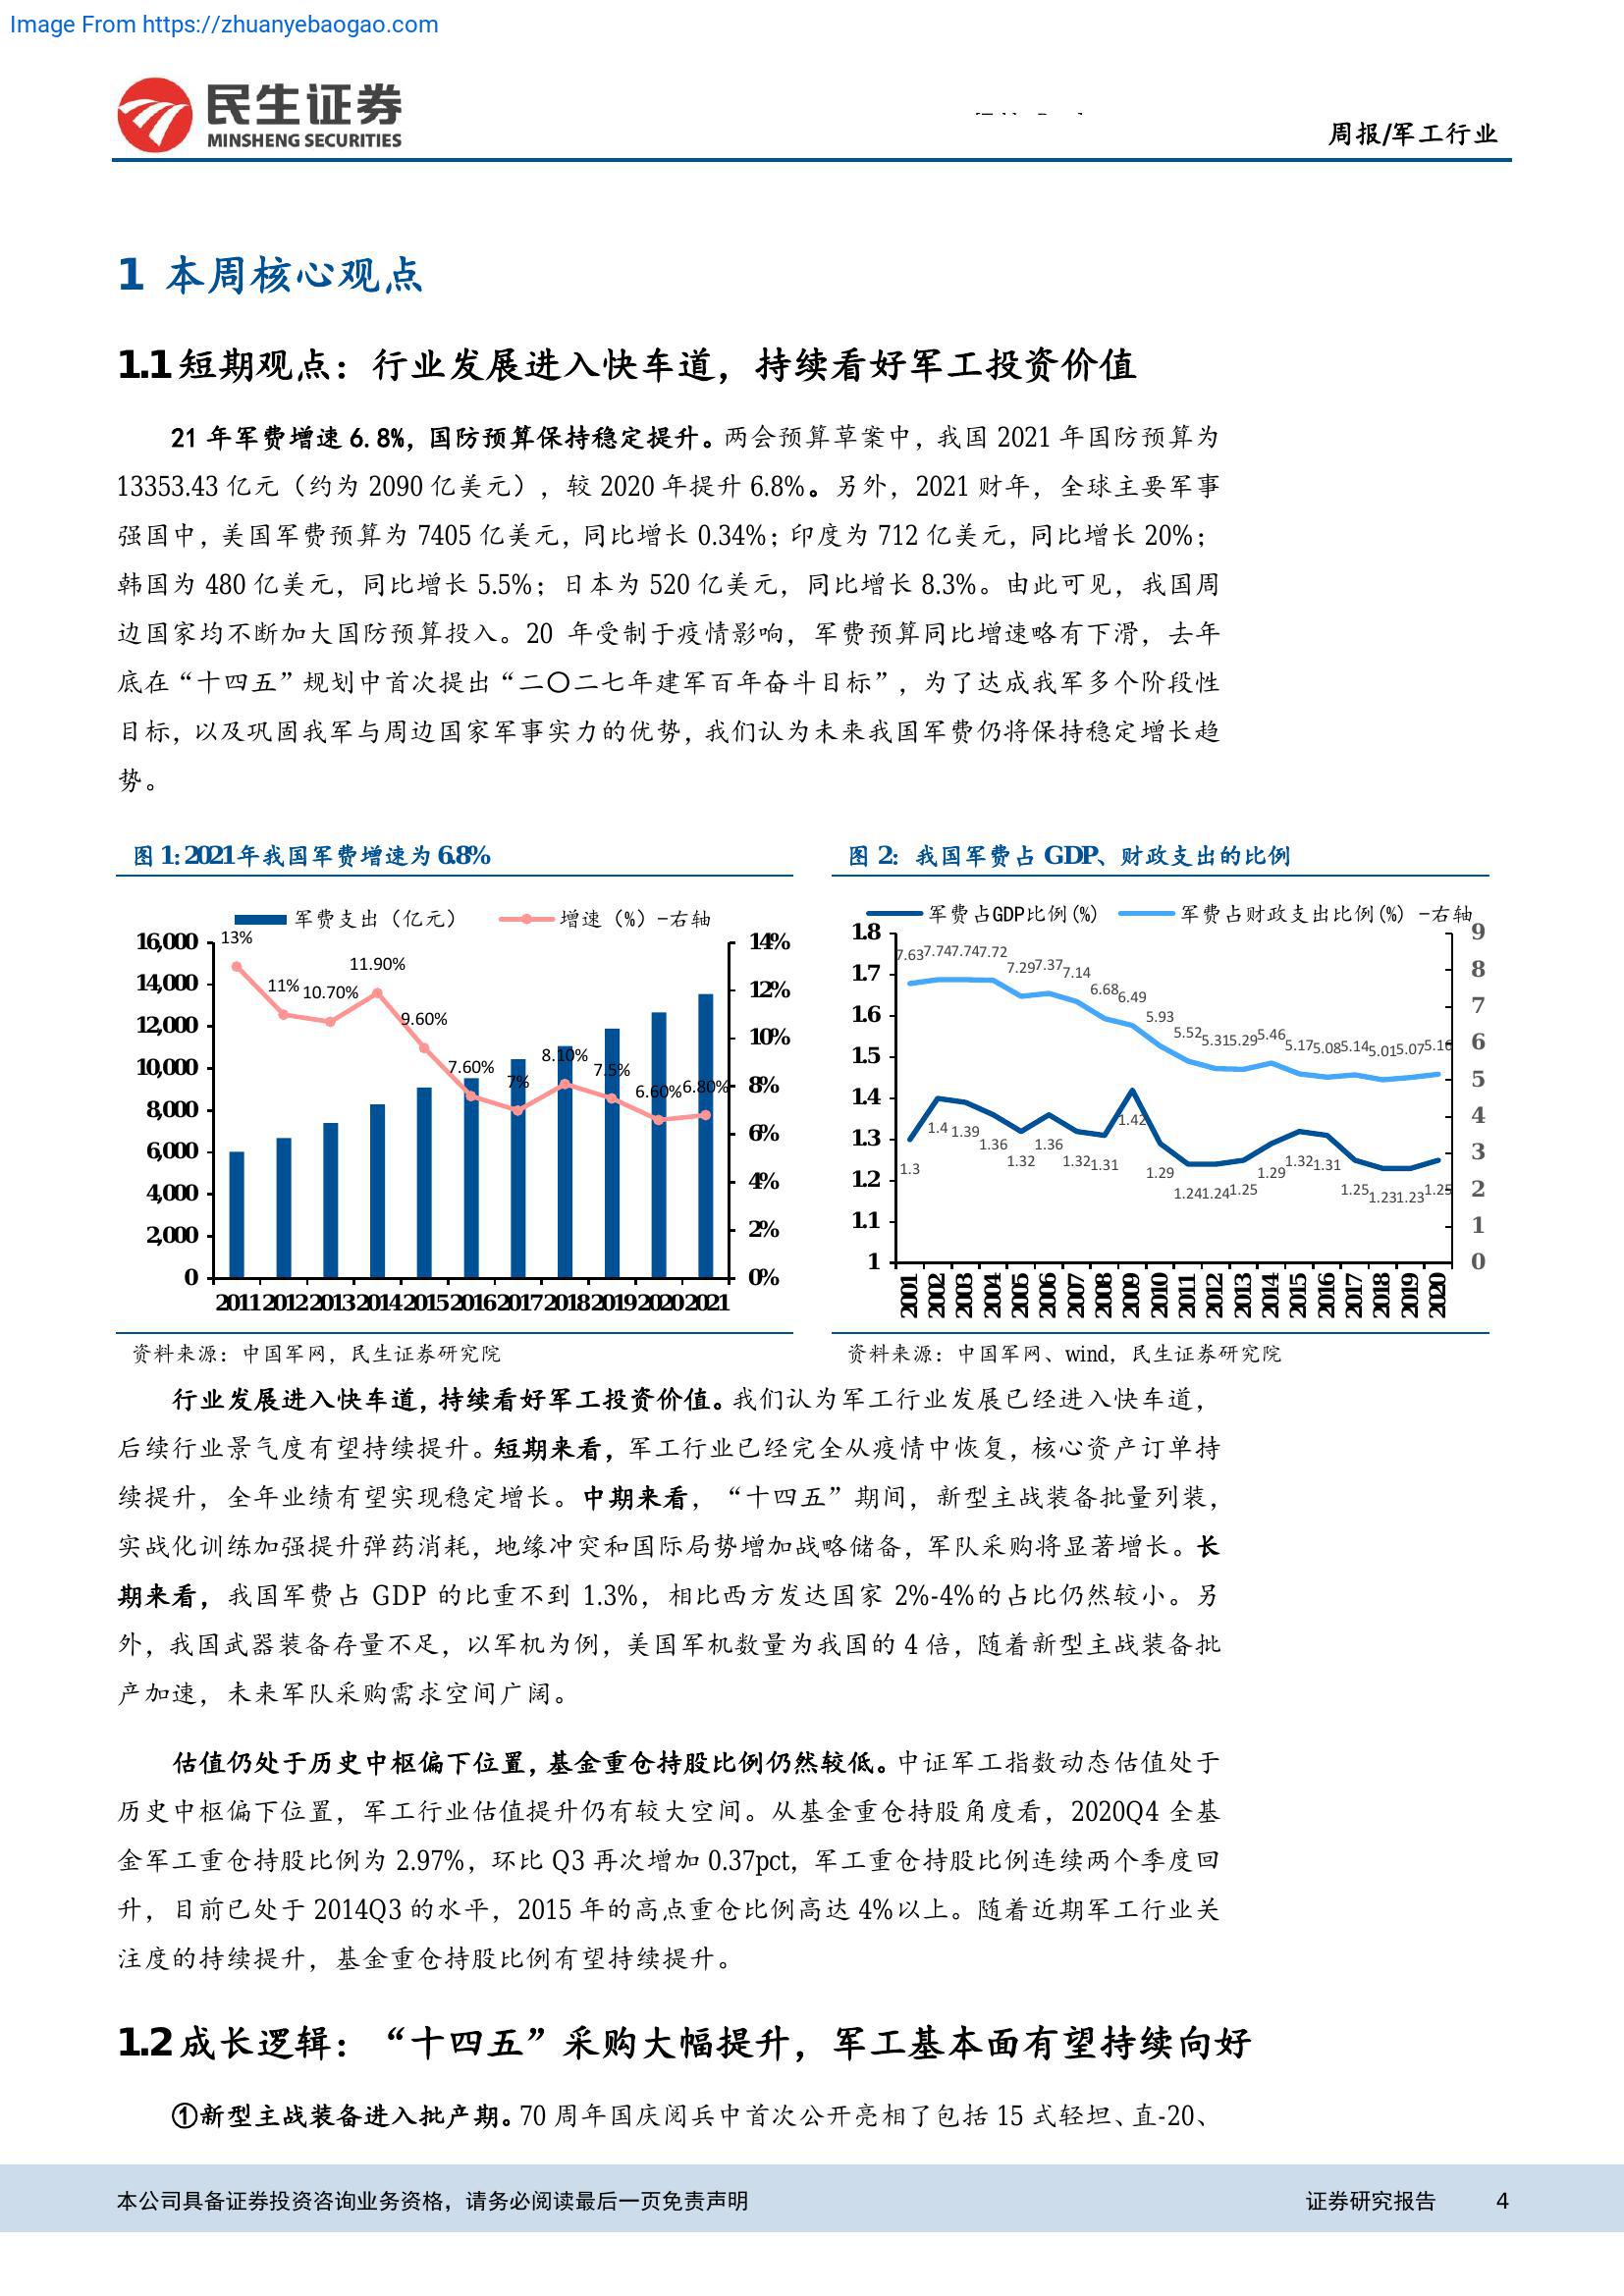 Image From https://zhuanyebaogao.com
民生证券
MINSHENG SECURITIES
周报/军工行业
1 本周核心观点
1.1 短期观点：行业发展进入快车道，持续看好军工投资价值
21 年军费增速 6.8%，国防预算保持稳定提升。两会预算草案中，我国 2021 年国防预算为
13353.43 亿元（约为 2090 亿美元），较 2020 年提升 6.8%。另外，2021 财年，全球主要军事
强国中，美国军费预算为 7405 亿美元，同比增长 0.34%；印度为 712 亿美元，同比增长 20%；
韩国为 480 亿美元，同比增长 5.5%；日本为 520 亿美元，同比增长 8.3%。由此可见，我国周
边国家均不断加大国防预算投入。20 年受制于疫情影响，军费预算同比增速略有下滑，去年
底在“十四五”规划中首次提出“二〇二七年建军百年奋斗目标”，为了达成我军多个阶段性
目标，以及巩固我军与周边国家军事实力的优势，我们认为未来我国军费仍将保持稳定增长趋
势。
图 1: 2021 年我国军费增速为 6.8%
军费支出（亿元） 增速（%）-右轴
16,000
14,000
12,000
10,000
8,000
6,000
4,000
2,000
0
13% 11% 10.70% 11.90% 9.60% 7.60% 7% 8.10% 7.5% 6.60% 6.80%
14%
12%
10%
8%
6%
4%
2%
0%
2011 2012 2013 2014 2015 2016 2017 2018 2019 2020 2021
资料来源：中国军网，民生证券研究院
图 2：我国军费占 GDP、财政支出的比例
军费占GDP比例(%) 军费占财政支出比例(%) -右轴
1.8
1.7
1.6
1.5
1.4
1.3
1.2
1.1
1
7.63 7.74 7.74 7.72 7.29 7.37 7.14 6.68 6.49 5.93 5.52 5.31 5.29 5.46 5.17 5.08 5.14 5.01 5.07 5.16
1.3 1.4 1.39 1.36 1.32 1.36 1.32 1.31 1.42 1.29 1.24 1.24 1.25 1.29 1.32 1.31 1.25 1.23 1.23 1.25
9
8
7
6
5
4
3
2
1
0
2001 2002 2003 2004 2005 2006 2007 2008 2009 2010 2011 2012 2013 2014 2015 2016 2017 2018 2019 2020
资料来源：中国军网、wind，民生证券研究院
行业发展进入快车道，持续看好军工投资价值。我们认为军工行业发展已经进入快车道，
后续行业景气度有望持续提升。短期来看，军工行业已经完全从疫情中恢复，核心资产订单持
续提升，全年业绩有望实现稳定增长。中期来看，“十四五”期间，新型主战装备批量列装，
实战化训练加强提升弹药消耗，地缘冲突和国际局势增加战略储备，军队采购将显著增长。长
期来看，我国军费占 GDP 的比重不到 1.3%，相比西方发达国家 2%-4%的占比仍然较小。另
外，我国武器装备存量不足，以军机为例，美国军机数量为我国的 4 倍，随着新型主战装备批
产加速，未来军队采购需求空间广阔。
估值仍处于历史中枢偏下位置，基金重仓持股比例仍然较低。中证军工指数动态估值处于
历史中枢偏下位置，军工行业估值提升仍有较大空间。从基金重仓持股角度看，2020Q4 全基
金军工重仓持股比例为 2.97%，环比 Q3 再次增加 0.37pct，军工重仓持股比例连续两个季度回
升，目前已处于 2014Q3 的水平，2015 年的高点重仓比例高达 4%以上。随着近期军工行业关
注度的持续提升，基金重仓持股比例有望持续提升。
1.2 成长逻辑：“十四五”采购大幅提升，军工基本面有望持续向好
①新型主战装备进入批产期。70 周年国庆阅兵中首次公开亮相了包括 15 式轻坦、直-20、
本公司具备证券投资咨询业务资格，请务必阅读最后一页免责声明
证券研究报告 4